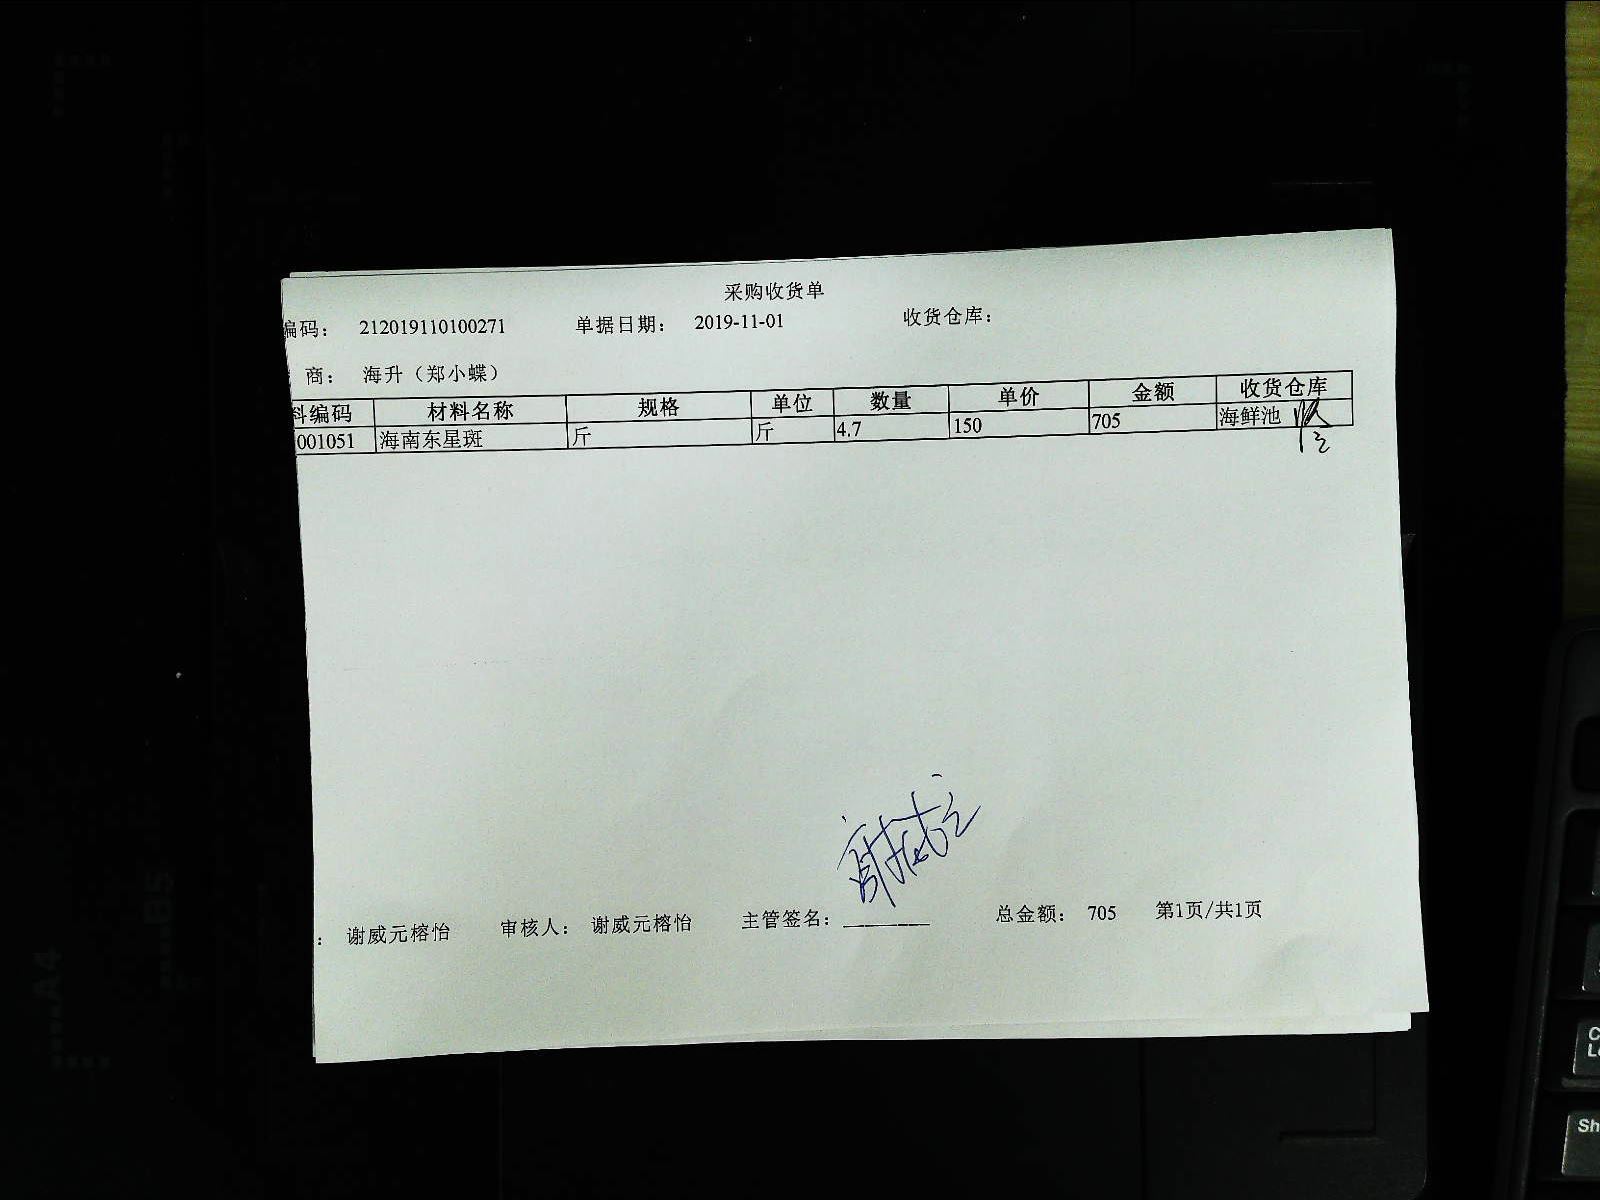 采购收货单
编码： 212019110100271 单据日期： 2019-11-01 收货仓库：
商： 海升（郑小蝶）
料编码 材料名称 规格 单位 数量 单价 金额 收货仓库
001051 海南东星斑 斤 斤 4.7 150 705 海鲜池
： 谢威元榕怡 审核人： 谢威元榕怡 主管签名：________ 总金额： 705 第1页/共1页
A4
B5